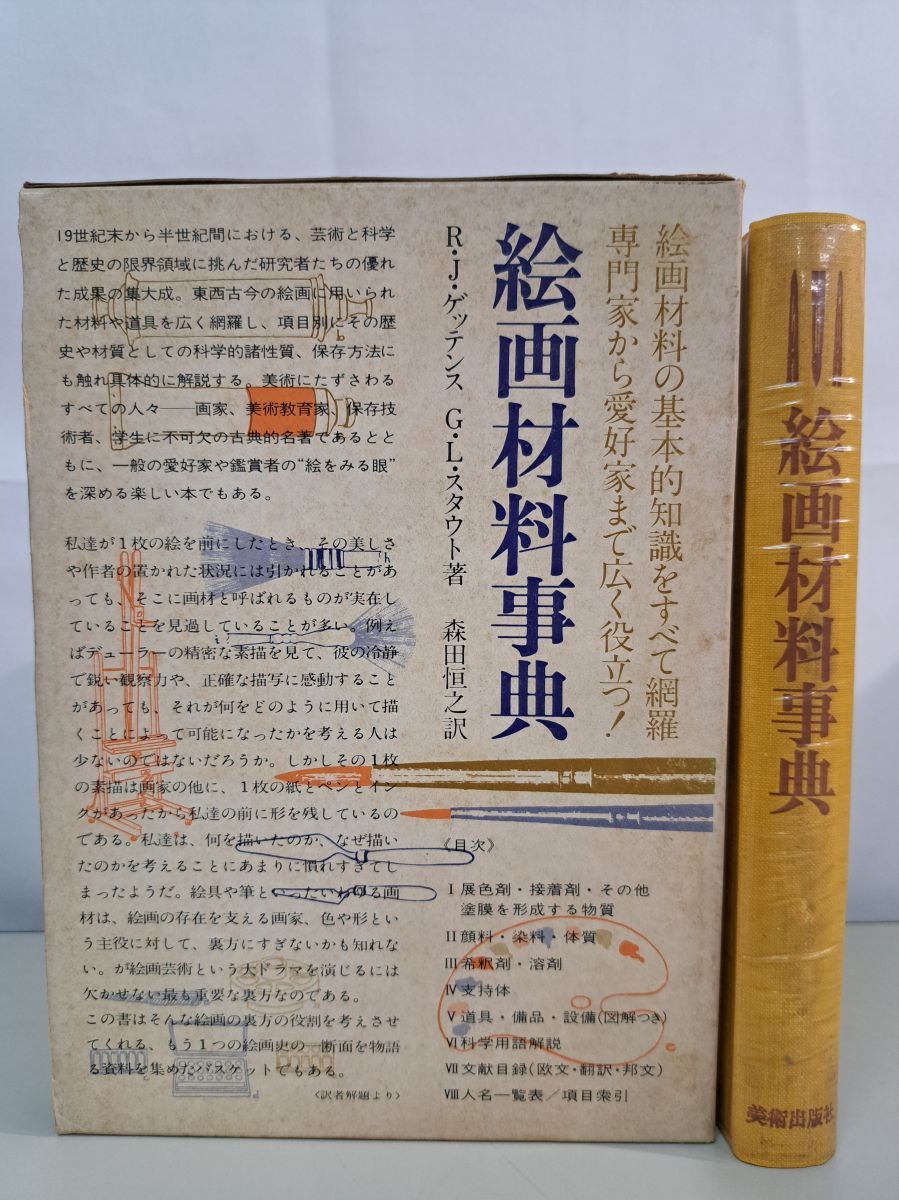 絵画材料の基本的知識をすべて網羅
専門家から愛好家まで広く役立つ！
絵画材料事典
R・J・ゲッテンス G・L・スタウト著 森田恒之訳
19世紀末から半世紀間における、芸術と科学
と歴史の限界領域に挑んだ研究者たちの優れ
た成果の集大成。東西古今の絵画に用いられ
た材料や道具を広く網羅し、項目別にその歴
史や材質としての科学的諸性質、保存方法に
も触れ具体的に解説する。美術にたずさわる
すべての人々――画家、美術教育家、保存技
術者、学生に不可欠の古典的名著であるとと
もに、一般の愛好家や鑑賞者の“絵をみる眼”
を深める楽しい本でもある。
私達が1枚の絵を前にしたとき、その美しさ
や作者の置かれた状況には引かれることがあ
っても、そこに画材と呼ばれるものが実在し
ていることを見過していることが多い。例え
ばデューラーの精密な素描を見て、彼の冷静
で鋭い観察力や、正確な描写に感動すること
があっても、それが何をどのように用いて描
くことによって可能になったかを考える人は
少ないのではないだろうか。しかしその1枚
の素描は画家の他に、1枚の紙とペンとイン
クがあったから私達の前に形を残しているの
である。私達は、何を描いたのか、なぜ描い
たのかを考えることにあまりに慣れすぎてし
まったようだ。絵具や筆といったいわゆる画
材は、絵画の存在を支える画家、色や形とい
う主役に対して、裏方にすぎないかも知れな
い。が絵画芸術という大ドラマを演じるには
欠かせない最も重要な裏方なのである。
この書はそんな絵画の裏方の役割を考えさせ
てくれる、もう1つの絵画史の一断面を物語
る資料を集めたバスケットでもある。
〈訳者解題より〉
《目次》
I 展色剤・接着剤・その他
塗膜を形成する物質
II 顔料・染料・体質
III 希釈剤・溶剤
IV 支持体
V 道具・備品・設備(図解つき)
VI 科学用語解説
VII 文献目録(欧文・翻訳・邦文)
VIII 人名一覧表／項目索引
絵画材料事典
美術出版社